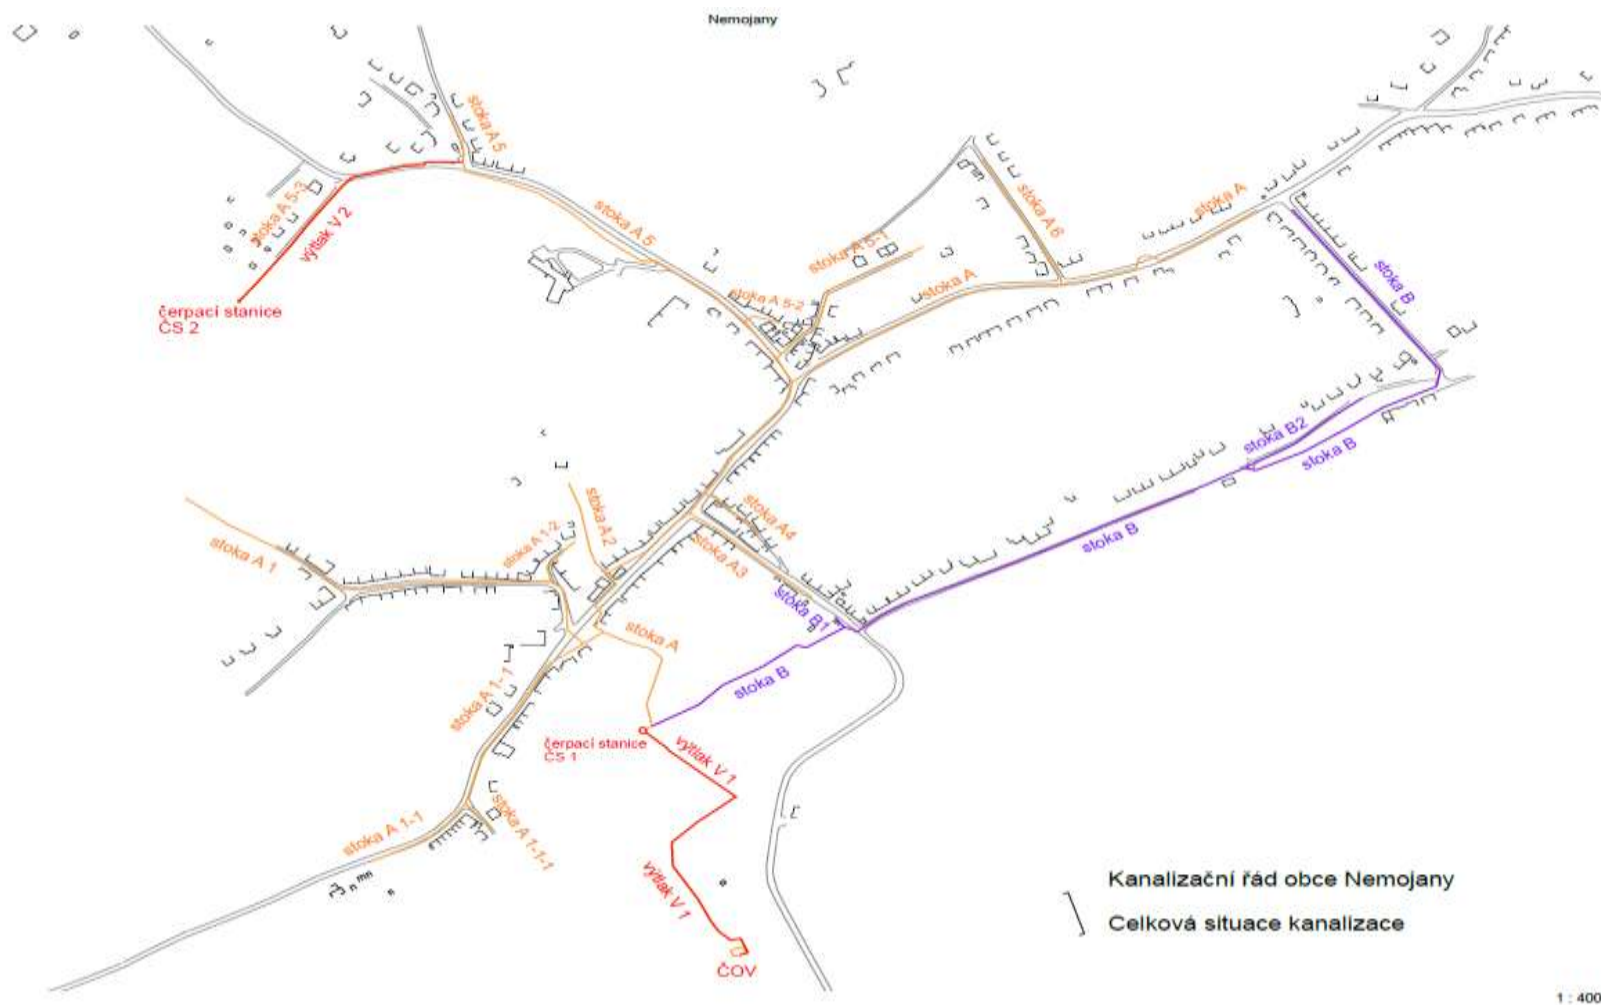 Nemojany
stoka A 5
stoka A 5-3
výtlak V 2
čerpací stanice
ČS 2
stoka A 5
stoka A 5-1
stoka A 5-2
stoka A 6
stoka A
stoka A
stoka B
stoka B2
stoka B
stoka B
stoka A 1
stoka A 1-2
stoka A 2
stoka A4
stoka A3
stoka B1
stoka A
stoka B
stoka A 1-1
čerpací stanice
ČS 1
výtlak V 1
stoka A 1-1
stoka A 1-1-1
výtlak V 1
ČOV
Kanalizační řád obce Nemojany
Celková situace kanalizace
1 : 400